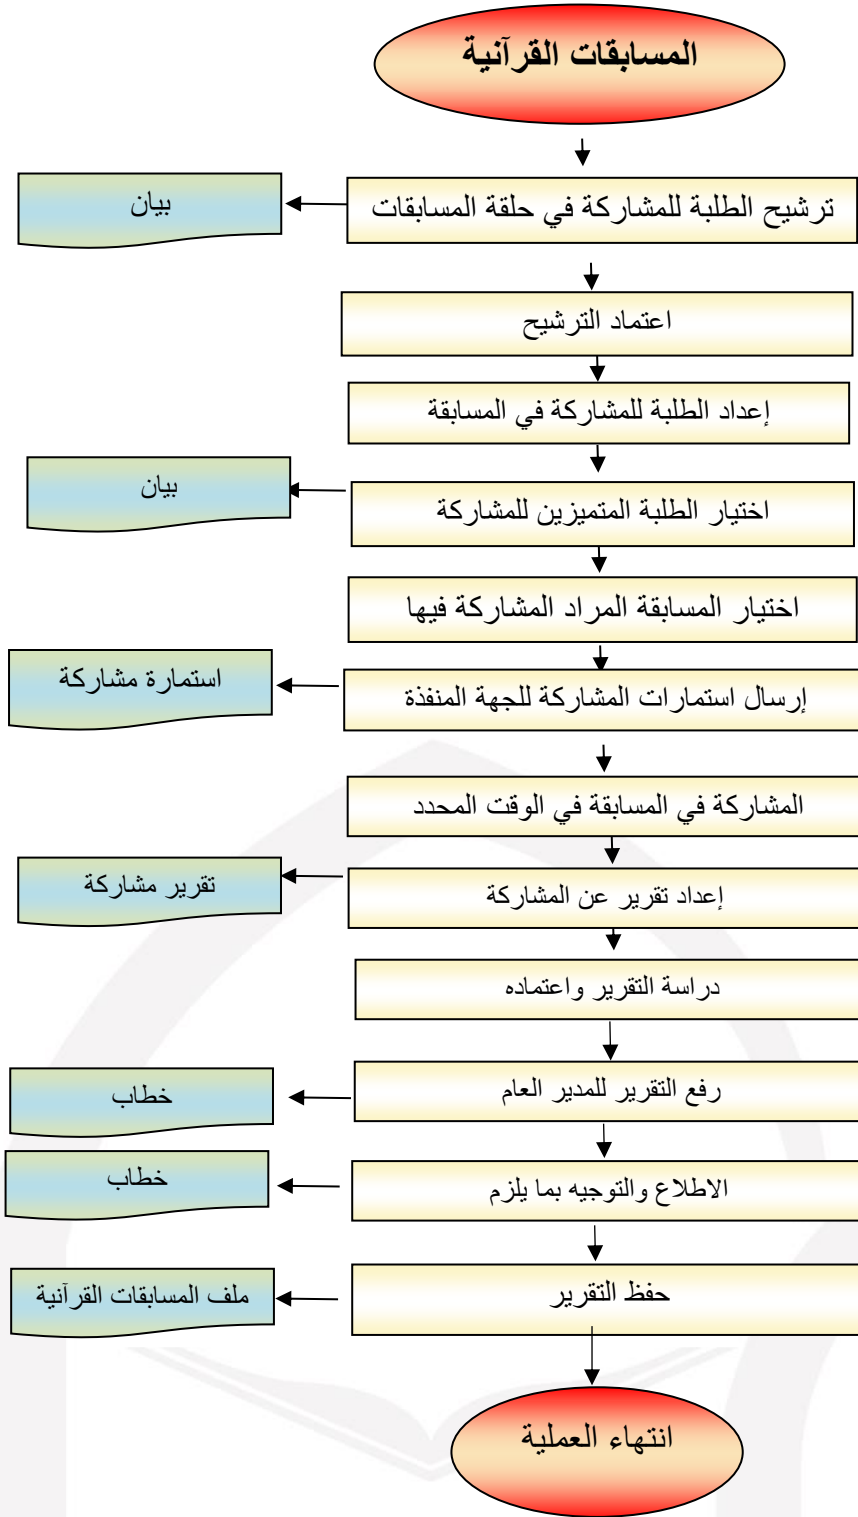 المسابقات القرآنية
ترشيح الطلبة للمشاركة في حلقة المسابقات
بيان
اعتماد الترشيح
إعداد الطلبة للمشاركة في المسابقة
اختيار الطلبة المتميزين للمشاركة
بيان
اختيار المسابقة المراد المشاركة فيها
إرسال استمارات المشاركة للجهة المنفذة
استمارة مشاركة
المشاركة في المسابقة في الوقت المحدد
إعداد تقرير عن المشاركة
تقرير مشاركة
دراسة التقرير واعتماده
رفع التقرير للمدير العام
خطاب
الاطلاع والتوجيه بما يلزم
خطاب
حفظ التقرير
ملف المسابقات القرآنية
انتهاء العملية